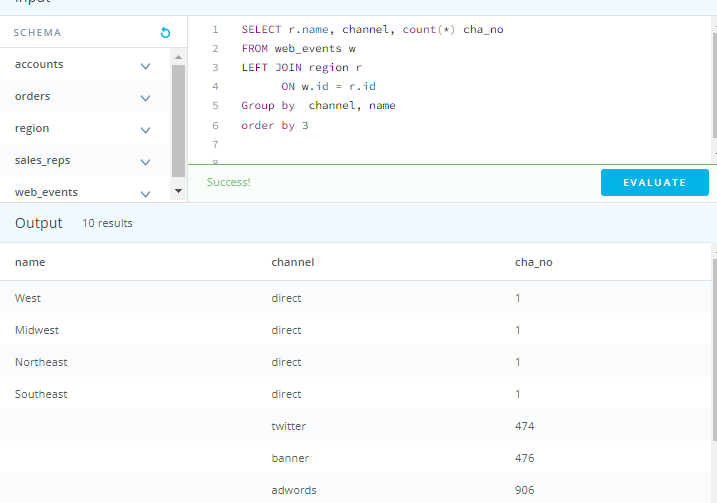 Input
SCHEMA
accounts
orders
region
sales_reps
web_events
1 SELECT r.name, channel, count(*) cha_no
2 FROM web_events w
3 LEFT JOIN region r
4 ON w.id = r.id
5 Group by channel, name
6 order by 3
7
8
Success!
EVALUATE
Output 10 results
name channel cha_no
West direct 1
Midwest direct 1
Northeast direct 1
Southeast direct 1
twitter 474
banner 476
adwords 906